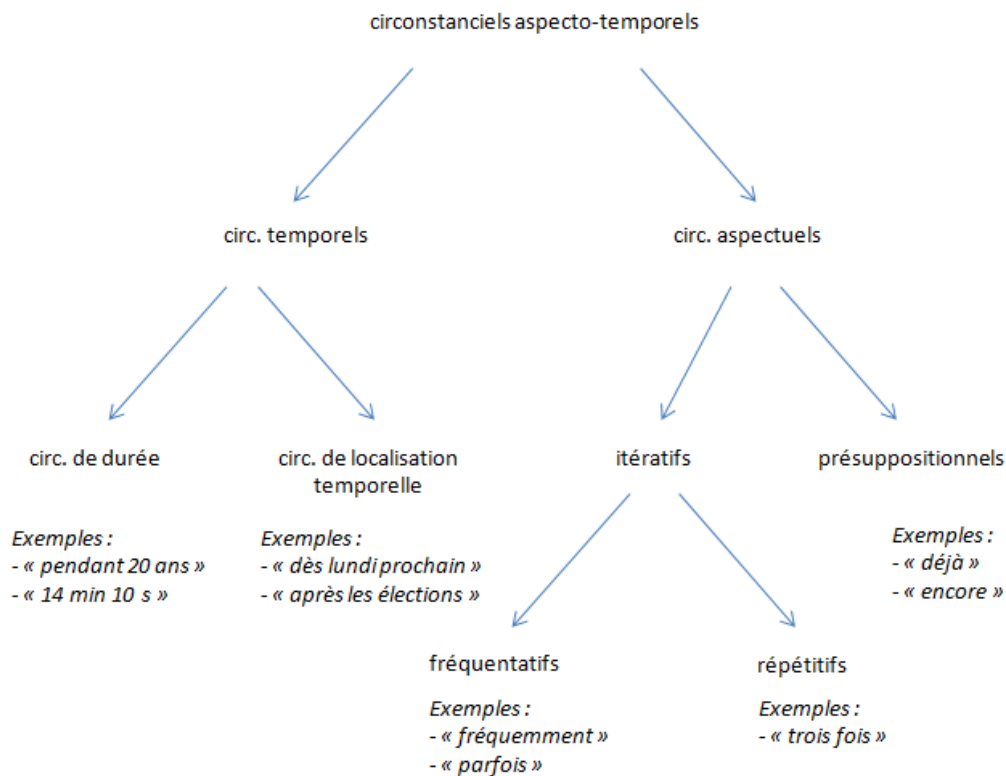 circonstanciels aspecto-temporels
circ. temporels
circ. aspectuels
circ. de durée
circ. de localisation
temporelle
itératifs
présuppositionnels
Exemples :
- « pendant 20 ans »
- « 14 min 10 s »
Exemples :
- « dès lundi prochain »
- « après les élections »
Exemples :
- « déjà »
- « encore »
fréquentatifs
répétitifs
Exemples :
- « fréquemment »
- « parfois »
Exemples :
- « trois fois »